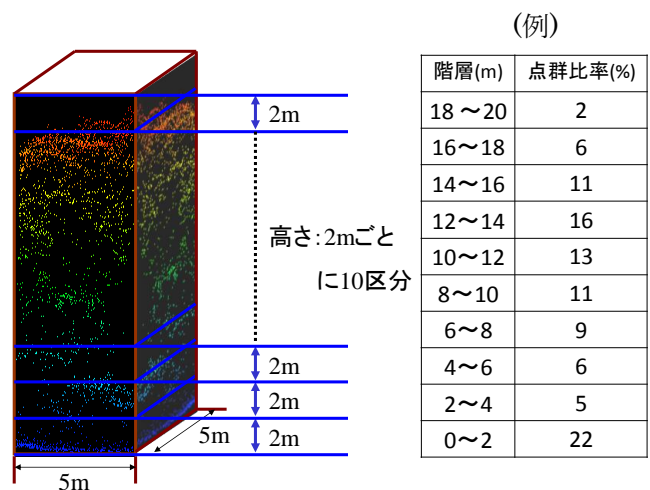 (例)
階層(m) 点群比率(%)
18～20 2
16～18 6
14～16 11
12～14 16
10～12 13
8～10 11
6～8 9
4～6 6
2～4 5
0～2 22
2m
高さ:2mごと
に10区分
2m
2m
2m
5m
5m